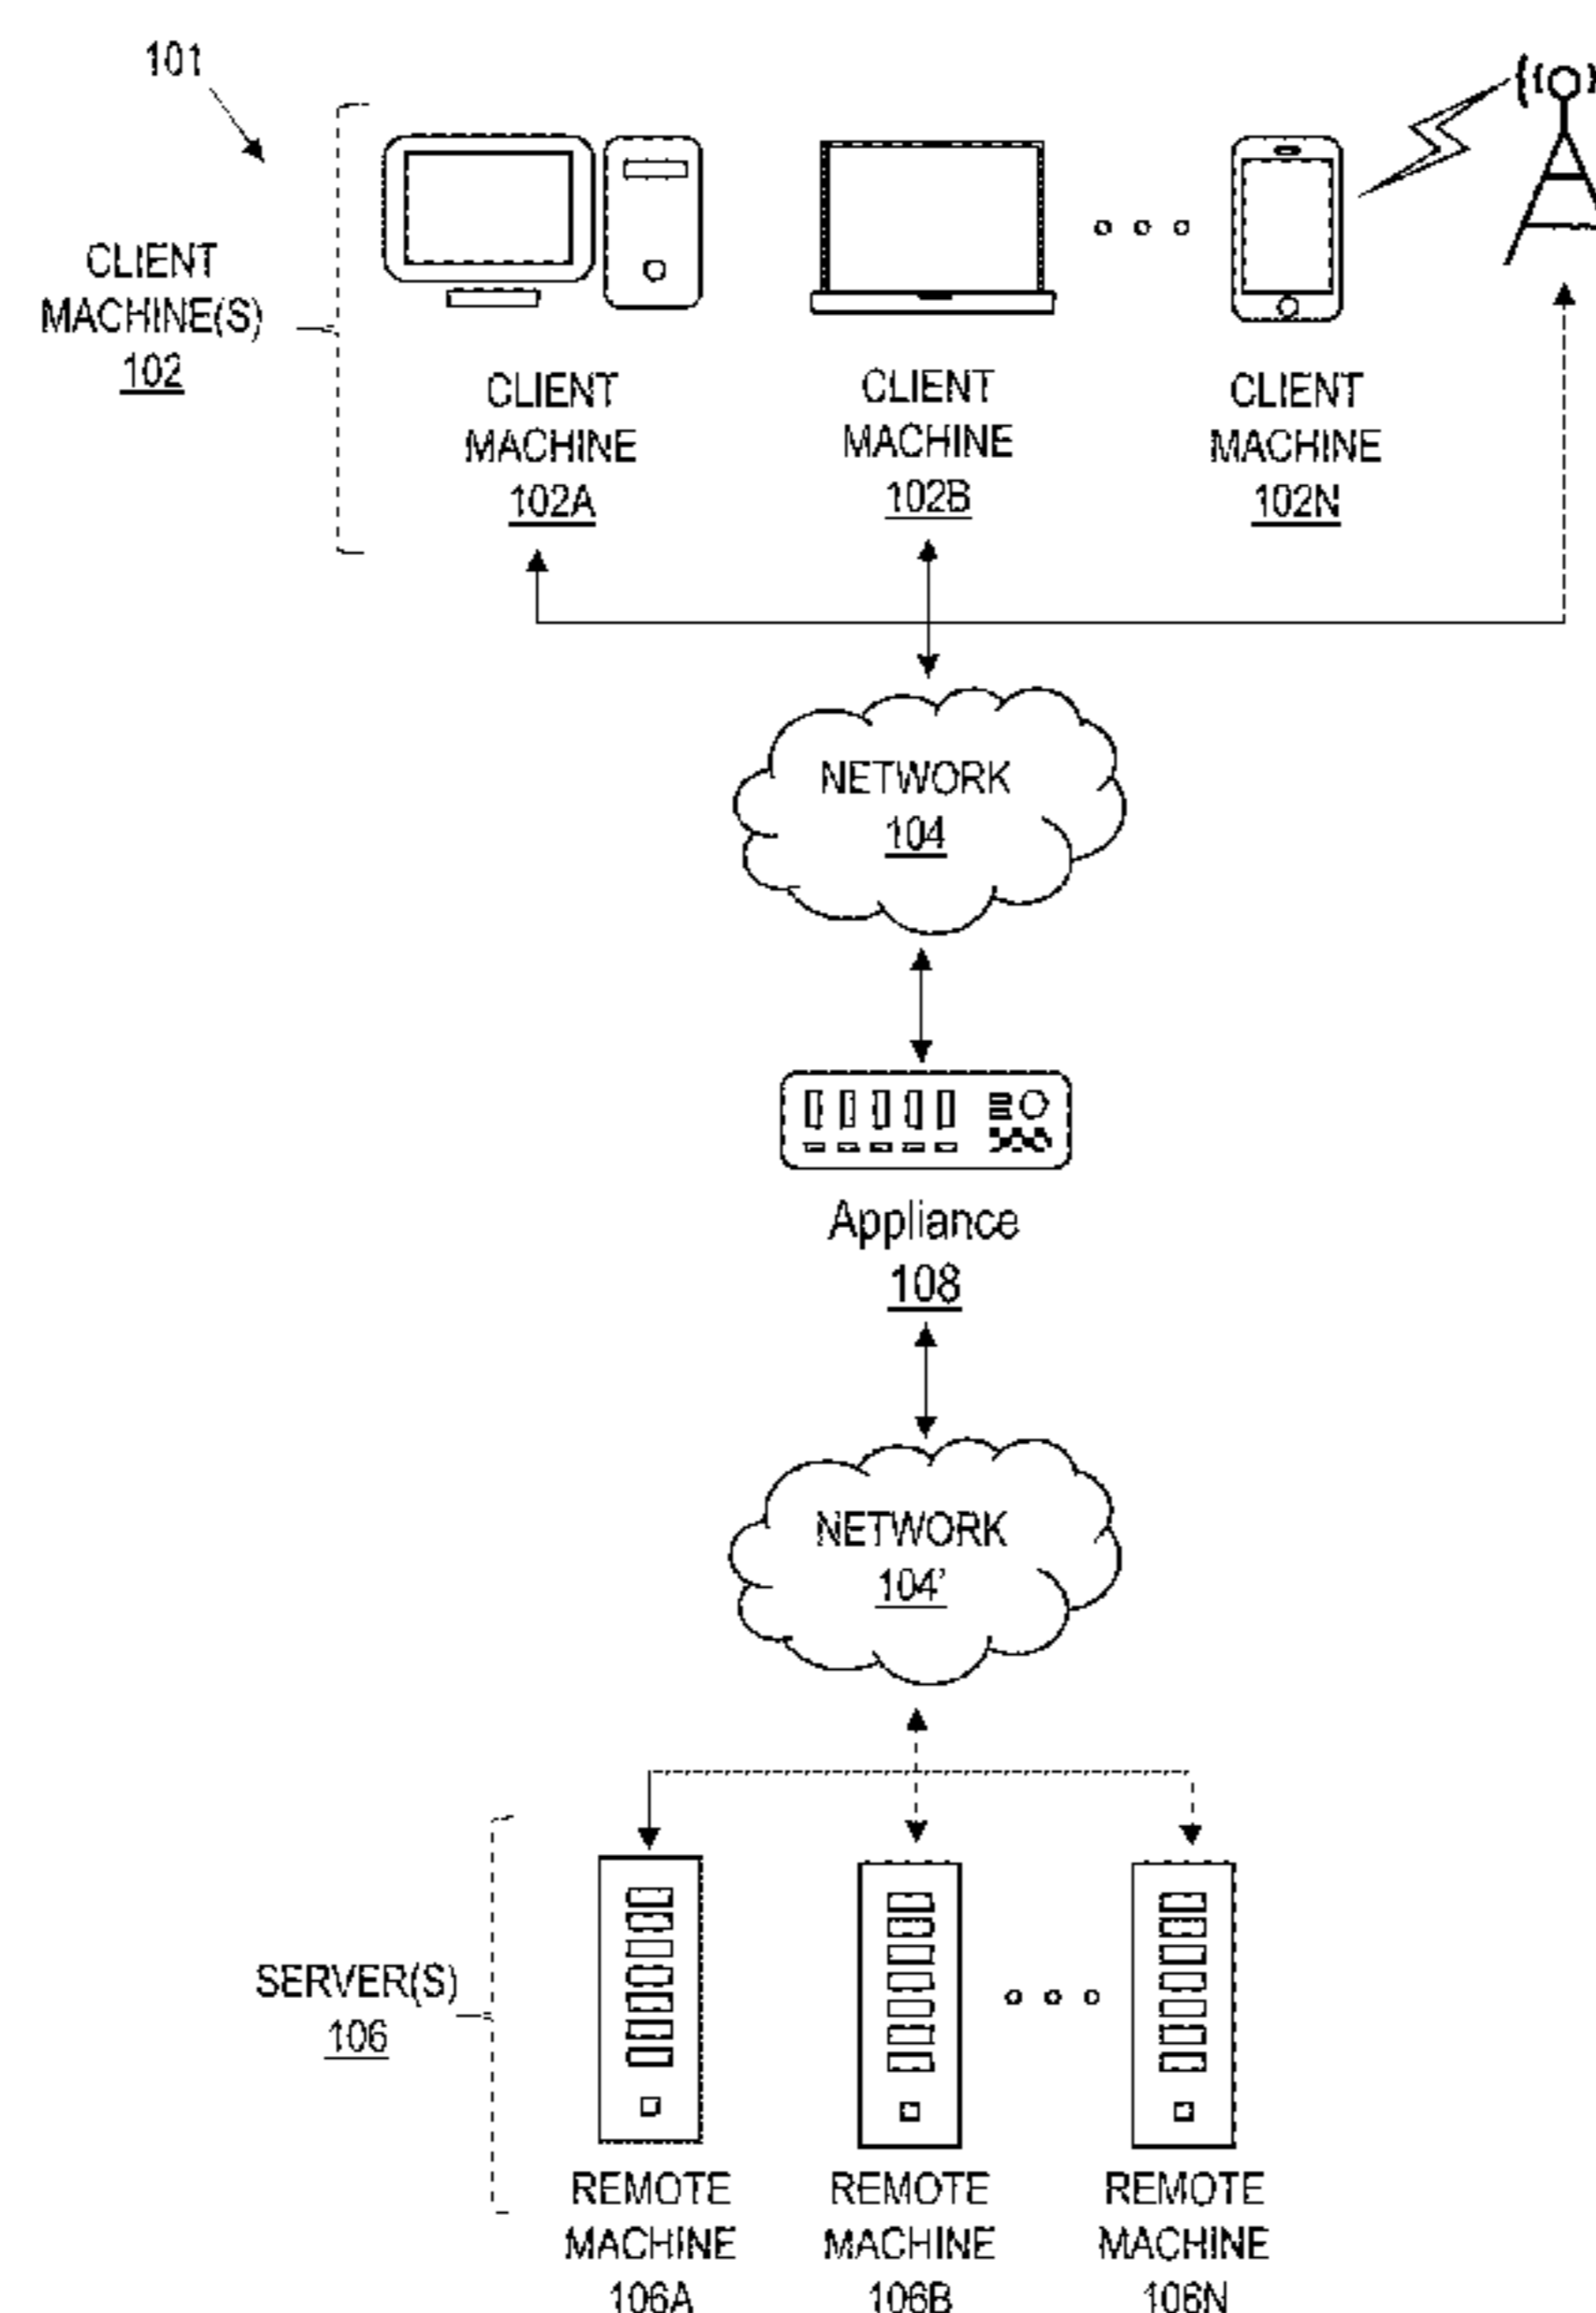 101
CLIENT
MACHINE(S)
102
CLIENT
MACHINE
102A
CLIENT
MACHINE
102B
CLIENT
MACHINE
102N
NETWORK
104
Appliance
108
NETWORK
104'
SERVER(S)
106
REMOTE
MACHINE
106A
REMOTE
MACHINE
106B
REMOTE
MACHINE
106N